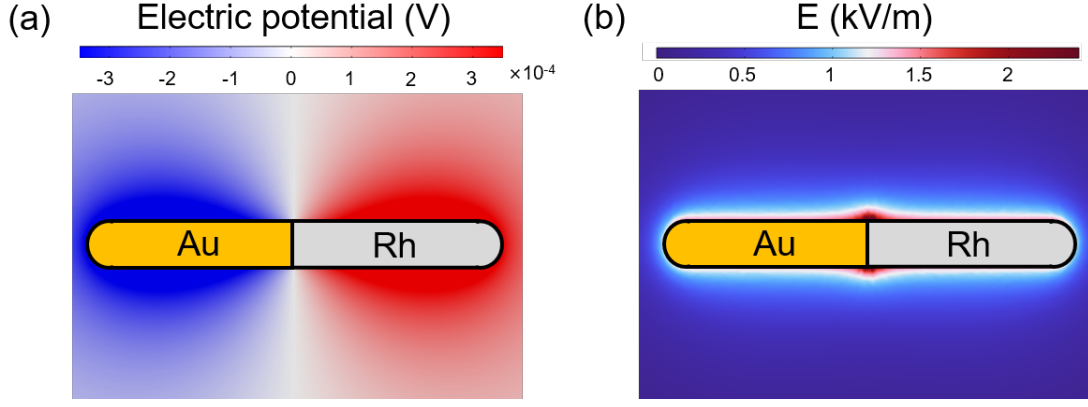 (a) Electric potential (V)
-3 -2 -1 0 1 2 3 ×10⁻⁴
Au Rh
(b) E (kV/m)
0 0.5 1 1.5 2
Au Rh